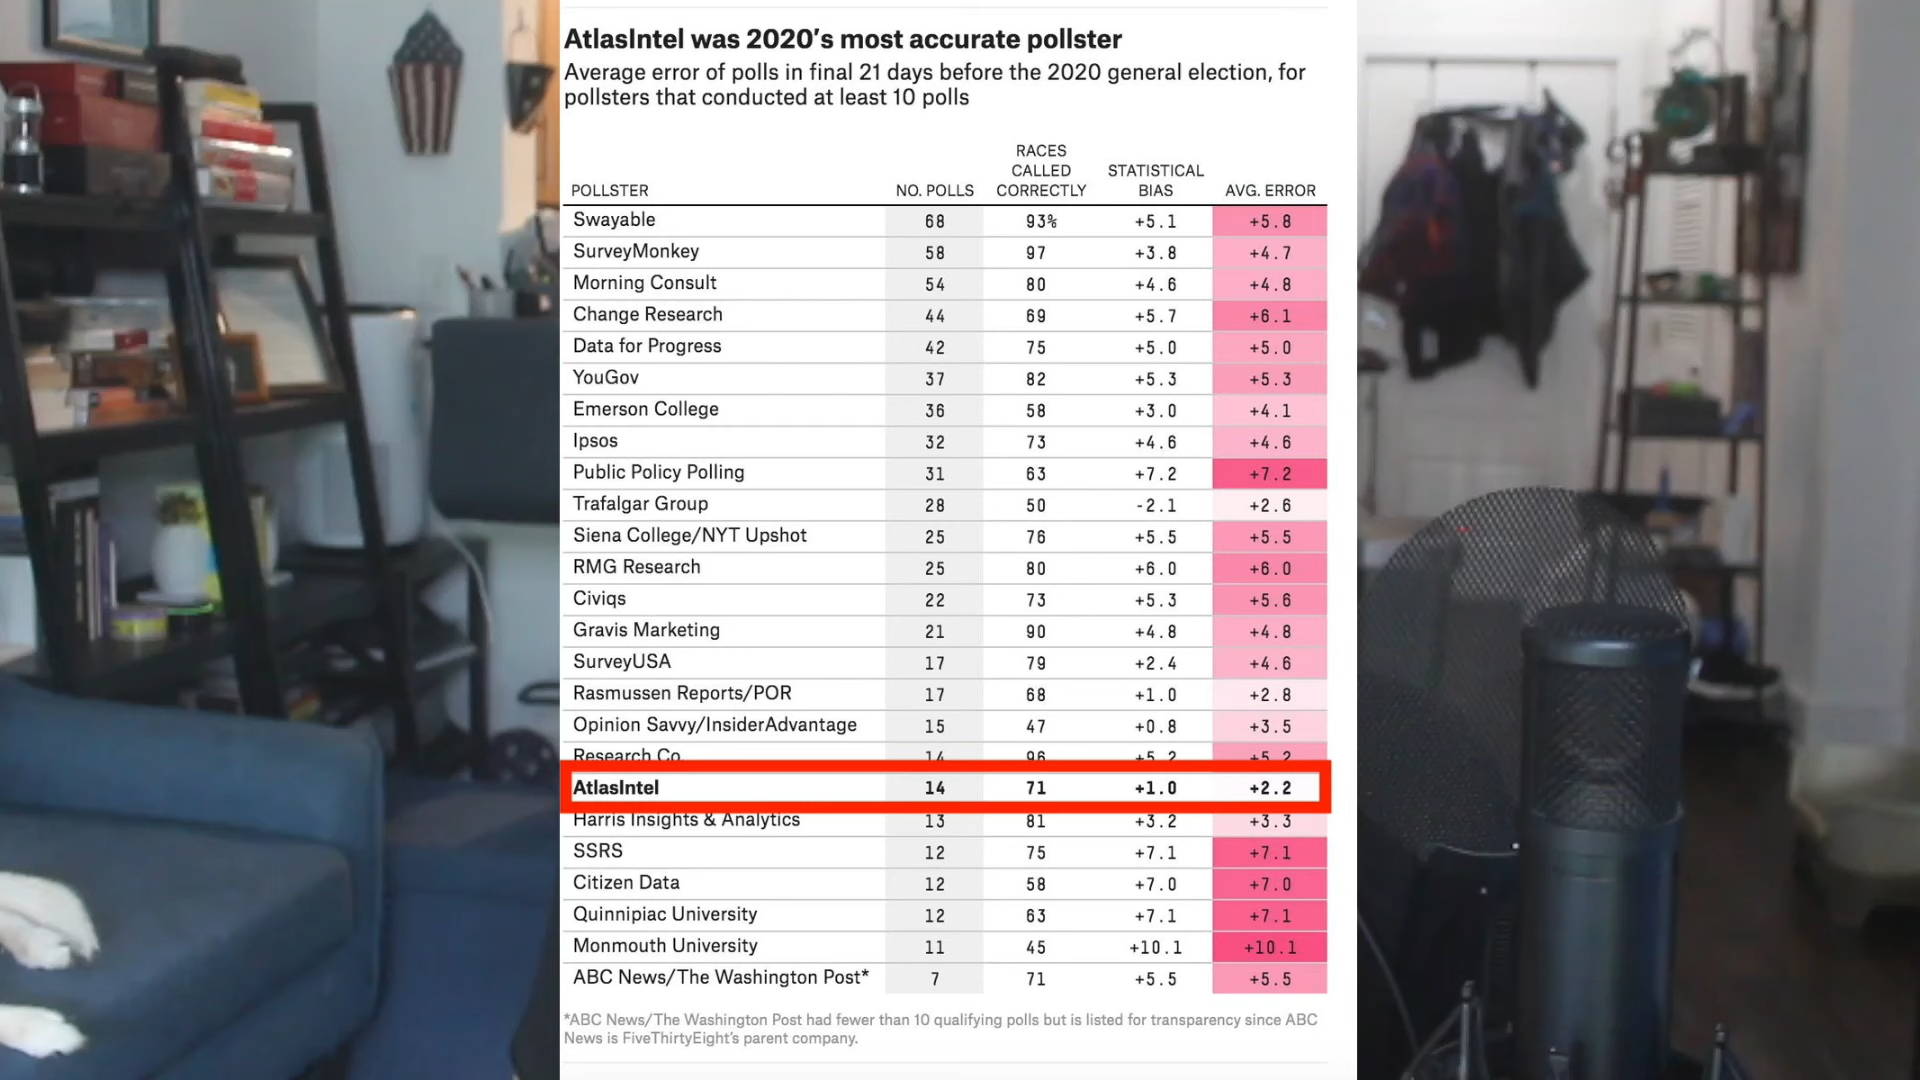 AtlasIntel was 2020's most accurate pollster
Average error of polls in final 21 days before the 2020 general election, for
pollsters that conducted at least 10 polls
POLLSTER NO. POLLS RACES CALLED CORRECTLY STATISTICAL BIAS AVG. ERROR
Swayable 68 93% +5.1 +5.8
SurveyMonkey 58 97 +3.8 +4.7
Morning Consult 54 80 +4.6 +4.8
Change Research 44 69 +5.7 +6.1
Data for Progress 42 75 +5.0 +5.0
YouGov 37 82 +5.3 +5.3
Emerson College 36 58 +3.0 +4.1
Ipsos 32 73 +4.6 +4.6
Public Policy Polling 31 63 +7.2 +7.2
Trafalgar Group 28 50 -2.1 +2.6
Siena College/NYT Upshot 25 76 +5.5 +5.5
RMG Research 25 80 +6.0 +6.0
Civiqs 22 73 +5.3 +5.6
Gravis Marketing 21 90 +4.8 +4.8
SurveyUSA 17 79 +2.4 +4.6
Rasmussen Reports/POR 17 68 +1.0 +2.8
Opinion Savvy/InsiderAdvantage 15 47 +0.8 +3.5
Research Co. 14 96 +5.2 +5.2
AtlasIntel 14 71 +1.0 +2.2
Harris Insights & Analytics 13 81 +3.2 +3.3
SSRS 12 75 +7.1 +7.1
Citizen Data 12 58 +7.0 +7.0
Quinnipiac University 12 63 +7.1 +7.1
Monmouth University 11 45 +10.1 +10.1
ABC News/The Washington Post* 7 71 +5.5 +5.5
*ABC News/The Washington Post had fewer than 10 qualifying polls but is listed for transparency since ABC
News is FiveThirtyEight's parent company.